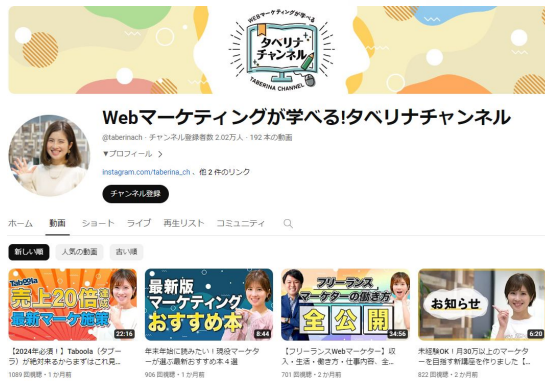 WEBマーケティングが学べる
タベリナ
チャンネル
TABERINA CHANNEL
Webマーケティングが学べる!タベリナチャンネル
@taberinach・チャンネル登録者数 2.02万人・192 本の動画
▼プロフィール >
instagram.com/taberina_ch 、他 2 件のリンク
チャンネル登録
ホーム 動画 ショート ライブ 再生リスト コミュニティ
新しい順 人気の動画 古い順
Taboola
売上20倍達成
最新マーケ施策
22:16
最新版
マーケティング
おすすめ本
8:44
フリーランス
マーケターの働き方
全公開
34:56
お知らせ
6:20
【2024年必須！】Taboola（タブー
ラ）が絶対来るからまずはこれ見...
1089 回視聴・1 か月前
年末年始に読みたい！現役マーケタ
ーが選ぶ最新おすすめの本４選
906 回視聴・1 か月前
【フリーランスWebマーケター】収
入・生活・働き方・仕事内容、全...
701 回視聴・2 か月前
未経験OK！月30万以上のマーケタ
ーを目指す新講座を作りました【...
822 回視聴・2 か月前